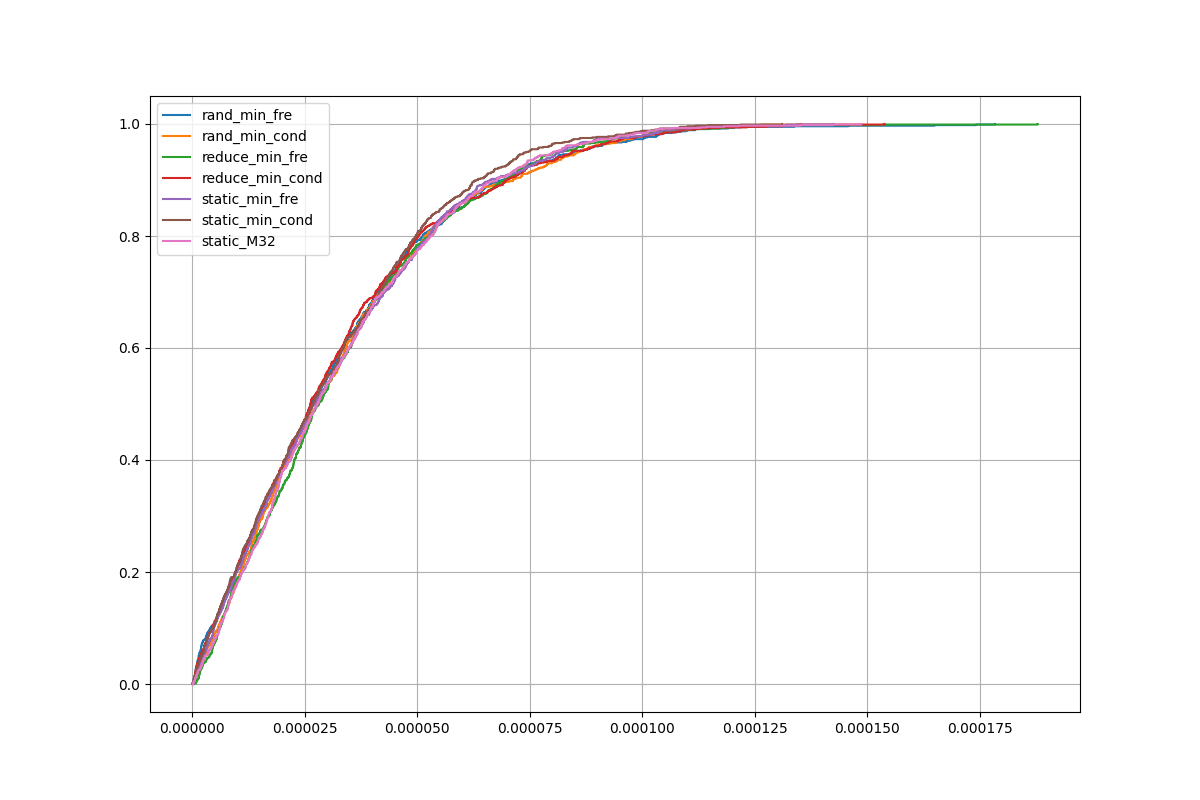 1.0
0.8
0.6
0.4
0.2
0.0
rand_min_fre
rand_min_cond
reduce_min_fre
reduce_min_cond
static_min_fre
static_min_cond
static_M32
0.000000 0.000025 0.000050 0.000075 0.000100 0.000125 0.000150 0.000175